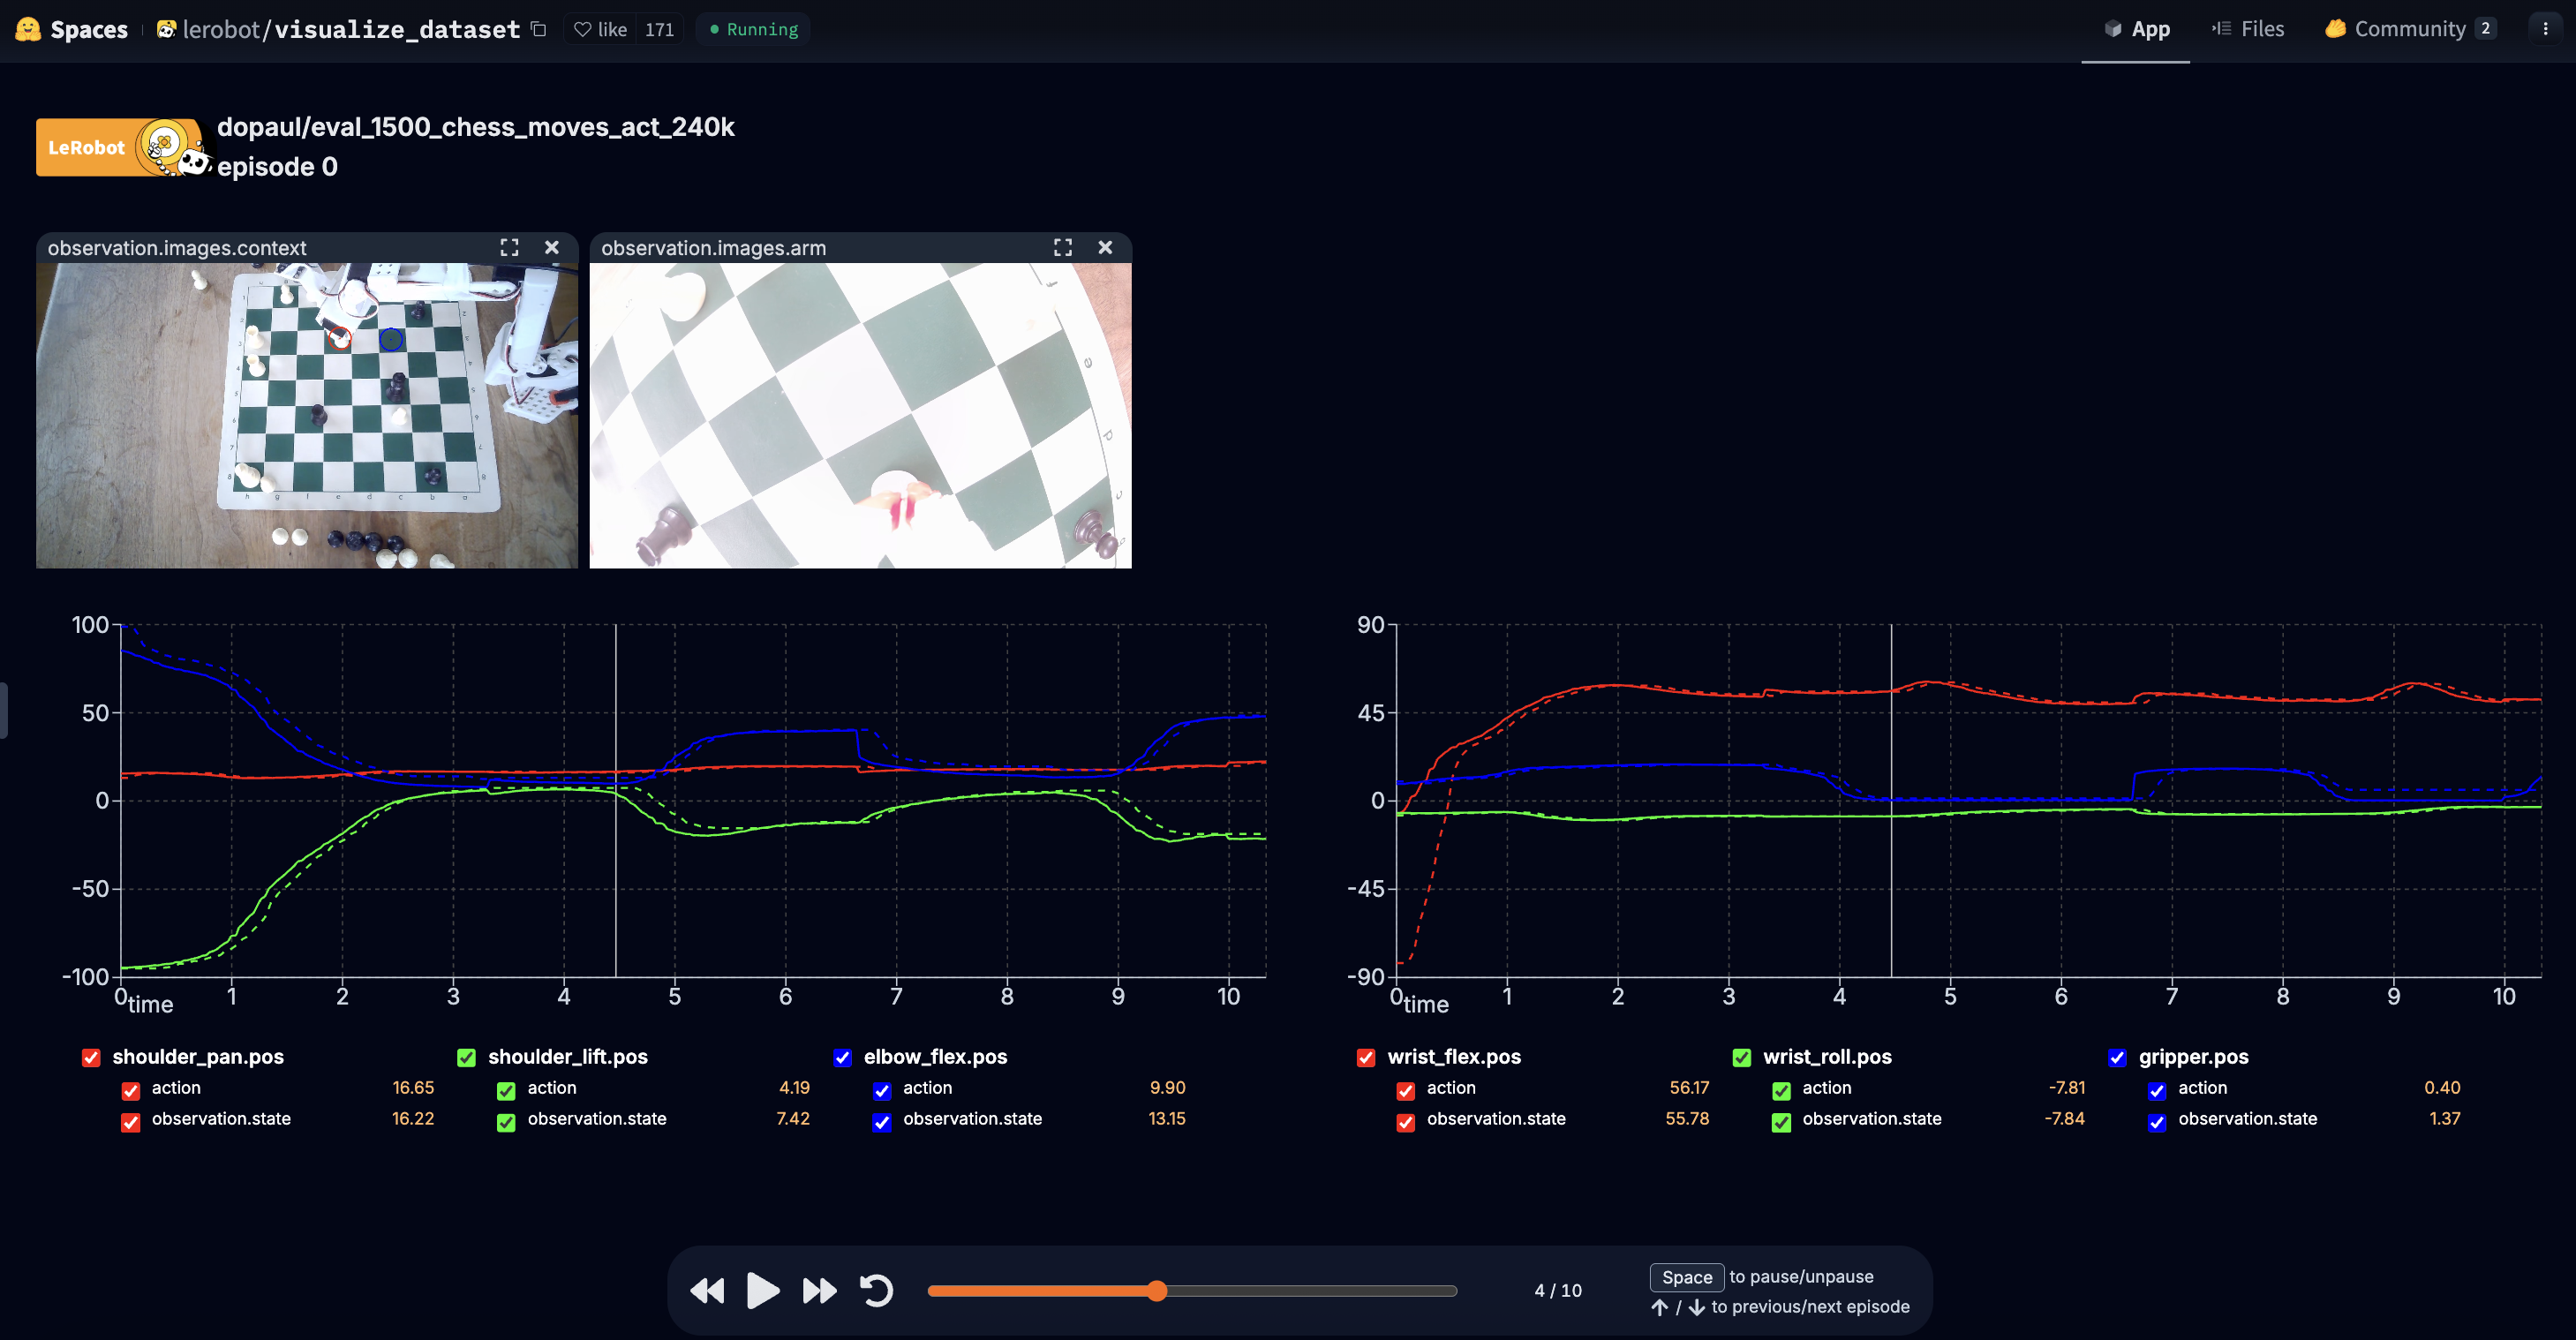 Spaces
lerobot/visualize_dataset
like 171
Running
App
Files
Community 2
LeRobot
dopaul/eval_1500_chess_moves_act_240k
episode 0
observation.images.context
observation.images.arm
100
50
0
-50
-100
0 1 2 3 4 5 6 7 8 9 10
time
90
45
0
-45
-90
0 1 2 3 4 5 6 7 8 9 10
time
shoulder_pan.pos
action 16.65
observation.state 16.22
shoulder_lift.pos
action 4.19
observation.state 7.42
elbow_flex.pos
action 9.90
observation.state 13.15
wrist_flex.pos
action 56.17
observation.state 55.78
wrist_roll.pos
action -7.81
observation.state -7.84
gripper.pos
action 0.40
observation.state 1.37
4 / 10
Space to pause/unpause
↑ / ↓ to previous/next episode